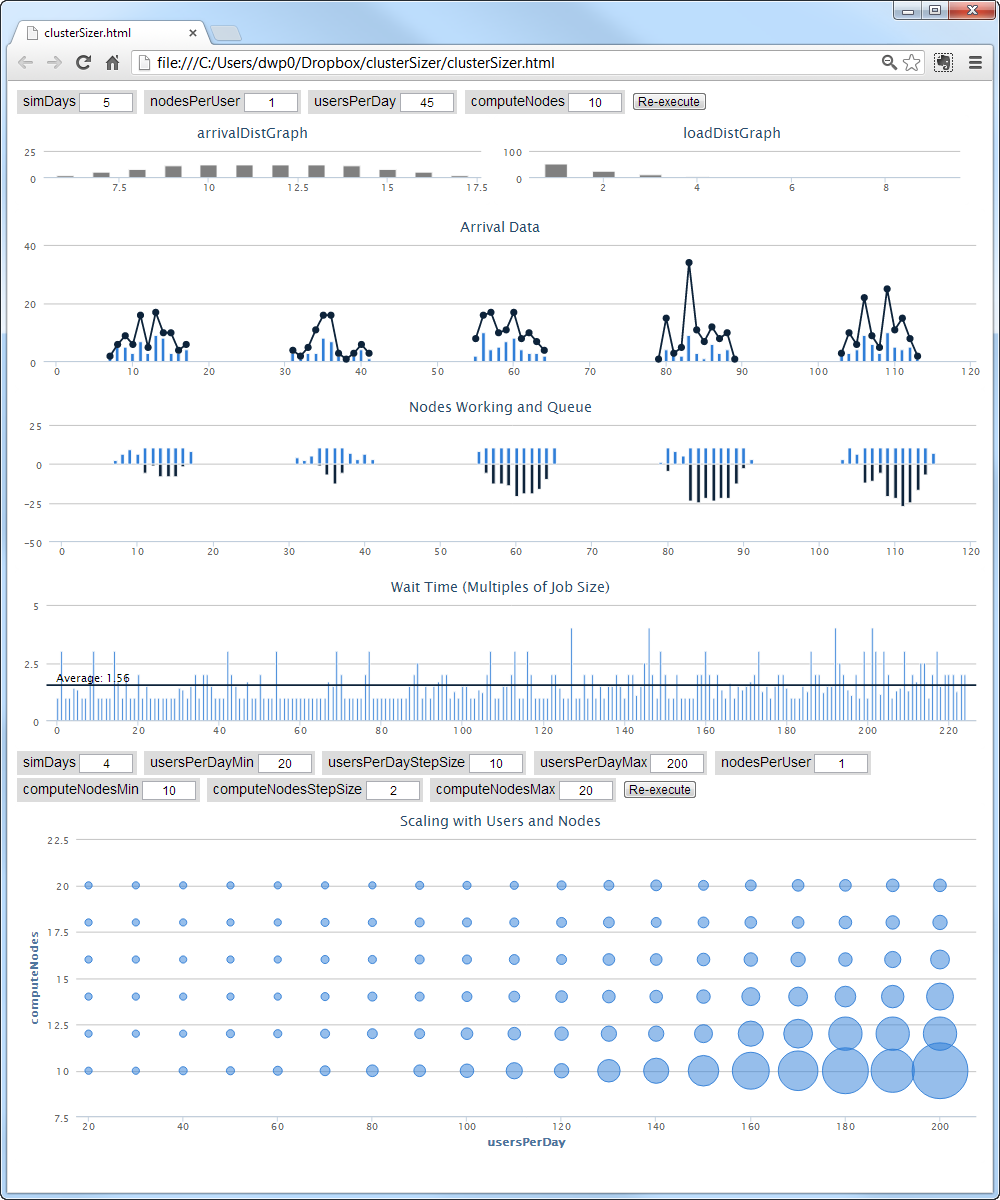 clusterSizer.html
file:///C:/Users/dwp0/Dropbox/clusterSizer/clusterSizer.html
simDays 5 nodesPerUser 1 usersPerDay 45 computeNodes 10 Re-execute
arrivalDistGraph loadDistGraph
25 100
0 0
7.5 10 12.5 15 17.5 2 4 6 8
Arrival Data
40
20
0
0 10 20 30 40 50 60 70 80 90 100 110 120
Nodes Working and Queue
25
0
-25
-50
0 10 20 30 40 50 60 70 80 90 100 110 120
Wait Time (Multiples of Job Size)
5
2.5
Average: 1.56
0
0 20 40 60 80 100 120 140 160 180 200 220
simDays 4 usersPerDayMin 20 usersPerDayStepSize 10 usersPerDayMax 200 nodesPerUser 1
computeNodesMin 10 computeNodesStepSize 2 computeNodesMax 20 Re-execute
Scaling with Users and Nodes
22.5
20
17.5
15
12.5
10
7.5
computeNodes
20 40 60 80 100 120 140 160 180 200
usersPerDay